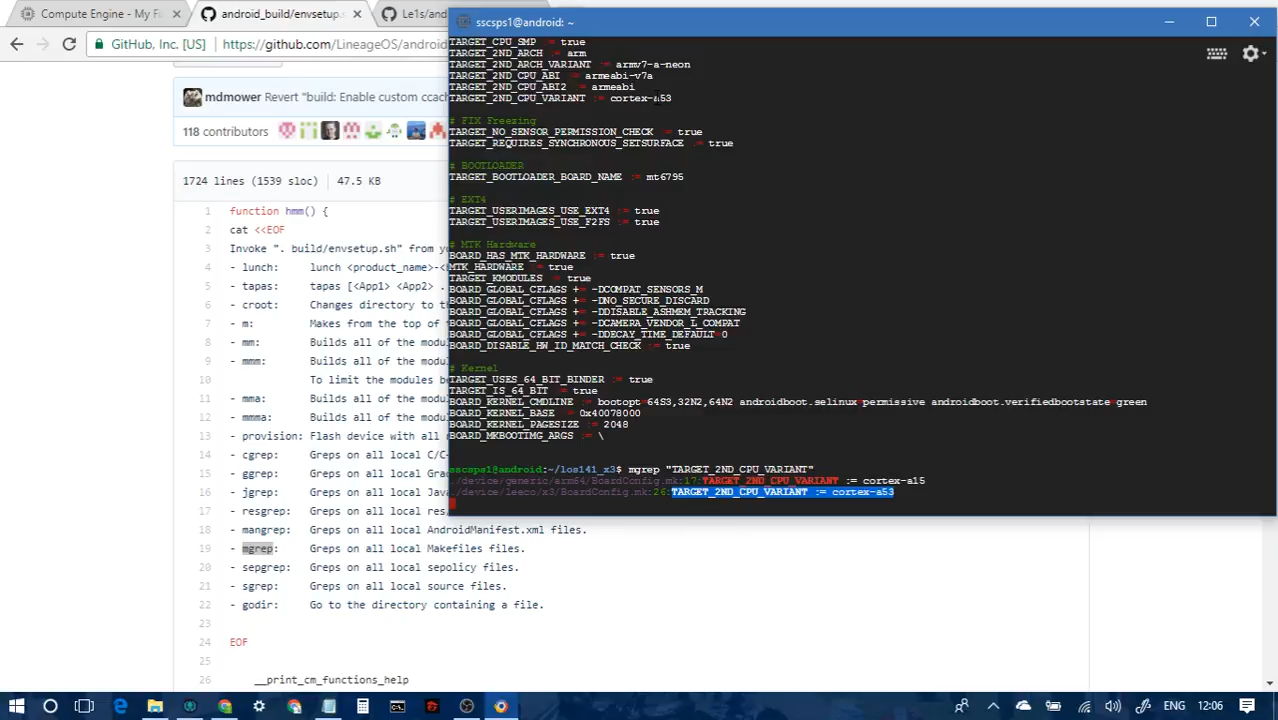 Compute Engine - My Fi
android_build/envsetup.sh
Le1s/and
sscsps1@android: ~
GitHub, Inc. [US]
https://github.com/LineageOS/android
mdmower Revert "build: Enable custom ccach
118 contributors
1724 lines (1539 sloc)
47.5 KB
1 function hmm() {
2 cat <<EOF
3 Invoke ". build/envsetup.sh" from yo
4 - lunch: lunch <product_name>-<
5 - tapas: tapas [<App1> <App2> .
6 - croot: Changes directory to th
7 - m: Makes from the top of
8 - mm: Builds all of the modul
9 - mmm: Builds all of the modul
10 To limit the modules be
11 - mma: Builds all of the modul
12 - mmma: Builds all of the modul
13 - provision: Flash device with all
14 - cgrep: Greps on all local C/C
15 - ggrep: Greps on all local Grad
16 - jgrep: Greps on all local Java
17 - resgrep: Greps on all local res
18 - mangrep: Greps on all local AndroidManifest.xml files.
19 - mgrep: Greps on all local Makefiles files.
20 - sepgrep: Greps on all local sepolicy files.
21 - sgrep: Greps on all local source files.
22 - godir: Go to the directory containing a file.
23
24 EOF
25
26 __print_cm_functions_help
TARGET_CPU_SMP := true
TARGET_2ND_ARCH := arm
TARGET_2ND_ARCH_VARIANT := armv7-a-neon
TARGET_2ND_CPU_ABI := armeabi-v7a
TARGET_2ND_CPU_ABI2 := armeabi
TARGET_2ND_CPU_VARIANT := cortex-a53
# FIX Freezing
TARGET_NO_SENSOR_PERMISSION_CHECK := true
TARGET_REQUIRES_SYNCHRONOUS_SETSURFACE := true
# BOOTLOADER
TARGET_BOOTLOADER_BOARD_NAME := mt6795
# EXT4
TARGET_USERIMAGES_USE_EXT4 := true
TARGET_USERIMAGES_USE_F2FS := true
# MTK Hardware
BOARD_HAS_MTK_HARDWARE := true
MTK_HARDWARE := true
TARGET_KMODULES := true
BOARD_GLOBAL_CFLAGS += -DCOMPAT_SENSORS_M
BOARD_GLOBAL_CFLAGS += -DNO_SECURE_DISCARD
BOARD_GLOBAL_CFLAGS += -DDISABLE_ASHMEM_TRACKING
BOARD_GLOBAL_CFLAGS += -DCAMERA_VENDOR_L_COMPAT
BOARD_GLOBAL_CFLAGS += -DDECAY_TIME_DEFAULT=0
BOARD_DISABLE_HW_ID_MATCH_CHECK := true
# Kernel
TARGET_USES_64_BIT_BINDER := true
TARGET_IS_64_BIT := true
BOARD_KERNEL_CMDLINE := bootopt=64S3,32N2,64N2 androidboot.selinux=permissive androidboot.verifiedbootstate=green
BOARD_KERNEL_BASE := 0x40078000
BOARD_KERNEL_PAGESIZE := 2048
BOARD_MKBOOTIMG_ARGS := \
sscsps1@android:~/los141_x3$ mgrep "TARGET_2ND_CPU_VARIANT"
./device/generic/arm64/BoardConfig.mk:17:TARGET_2ND_CPU_VARIANT := cortex-a15
./device/leeco/x3/BoardConfig.mk:26:TARGET_2ND_CPU_VARIANT := cortex-a53
ENG
12:06